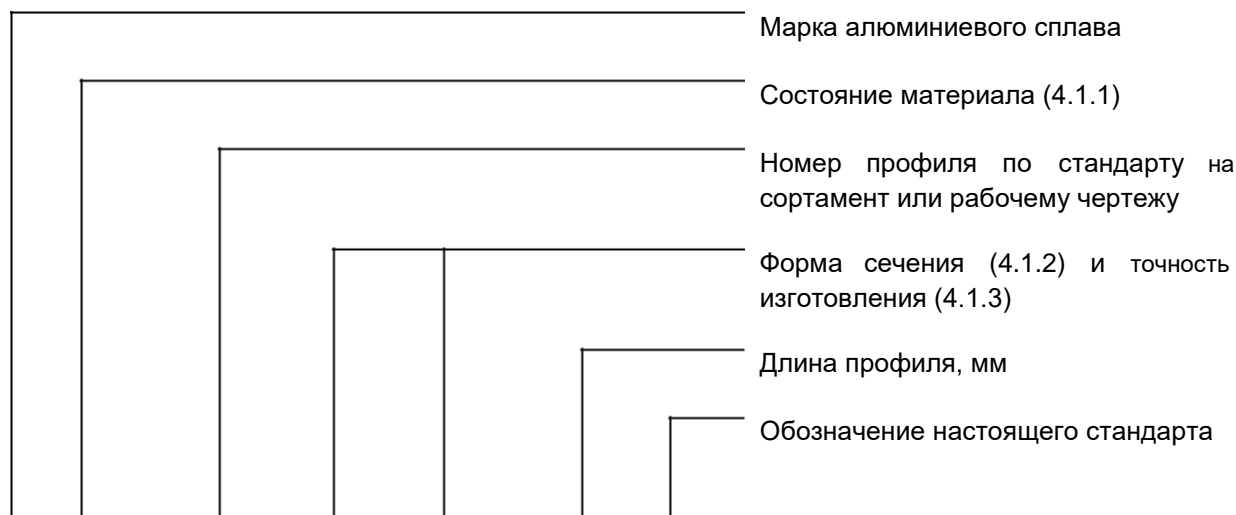 Марка алюминиевого сплава
Состояние материала (4.1.1)
Номер профиля по стандарту на
сортамент или рабочему чертежу
Форма сечения (4.1.2) и точность
изготовления (4.1.3)
Длина профиля, мм
Обозначение настоящего стандарта